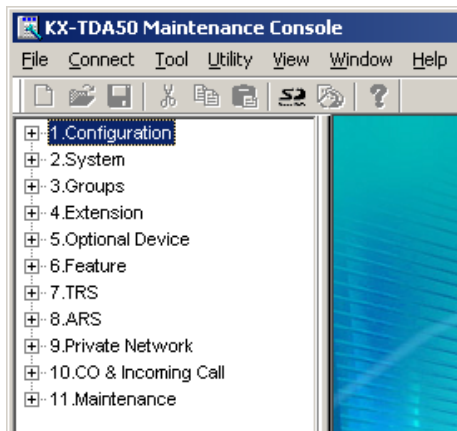 KX-TDA50 Maintenance Console
File Connect Tool Utility View Window Help
SD
1.Configuration
2.System
3.Groups
4.Extension
5.Optional Device
6.Feature
7.TRS
8.ARS
9.Private Network
10.CO & Incoming Call
11.Maintenance